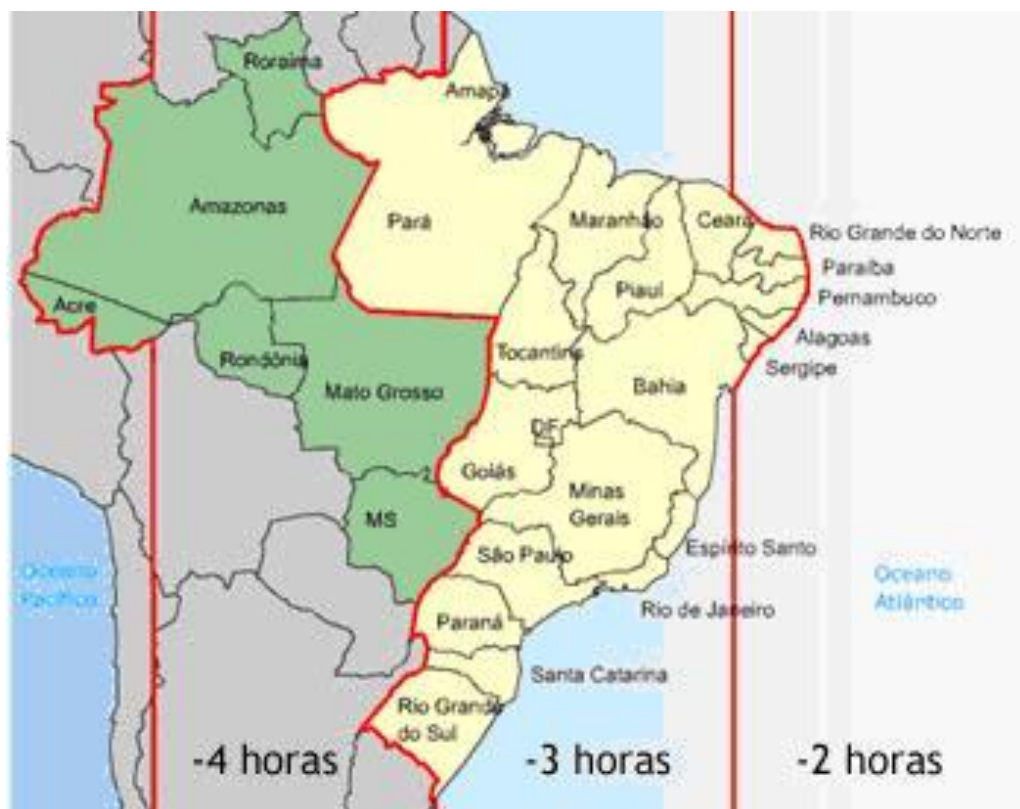 Roraima
Amapá
Amazonas
Pará
Maranhão
Ceará
Rio Grande do Norte
Paraíba
Piauí
Pernambuco
Acre
Alagoas
Rondônia
Tocantins
Sergipe
Mato Grosso
Bahia
DF
Goiás
Minas
Gerais
MS
São Paulo
Espírito Santo
Oceano
Pacífico
Oceano
Atlântico
Rio de Janeiro
Paraná
Santa Catarina
Rio Grande
do Sul
-4 horas
-3 horas
-2 horas